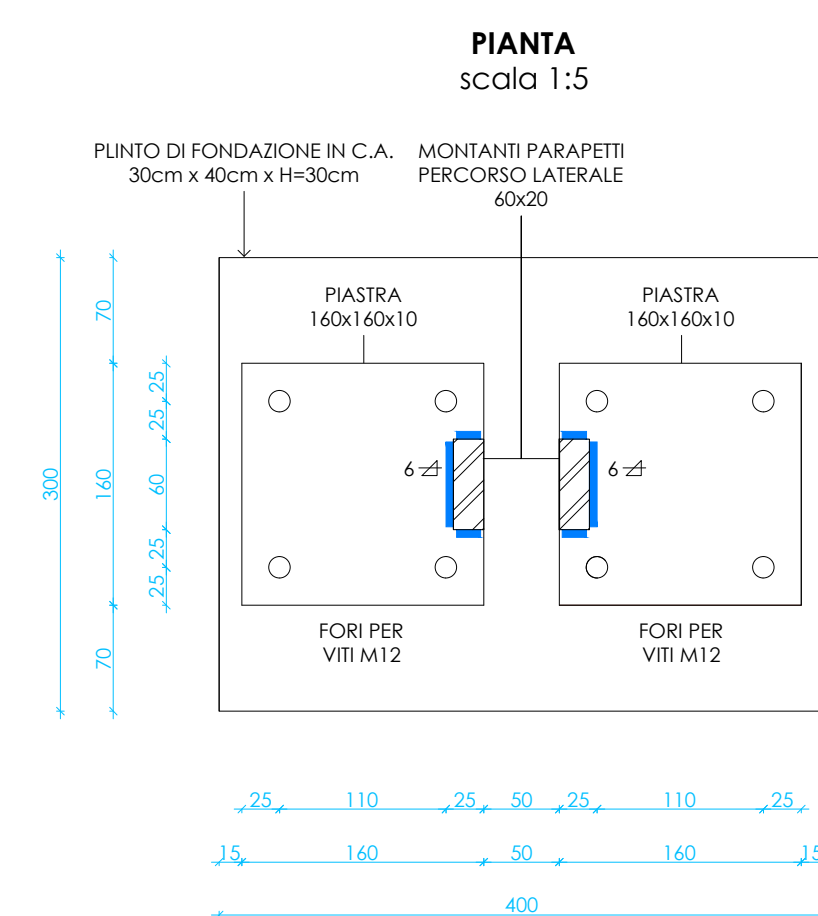 PIANTA
scala 1:5
PLINTO DI FONDAZIONE IN C.A.
30cm x 40cm x H=30cm
MONTANTI PARAPETTI
PERCORSO LATERALE
60x20
PIASTRA
160x160x10
PIASTRA
160x160x10
70
25
25
300
160
60
6
6
25
25
70
FORI PER
VITI M12
FORI PER
VITI M12
25 110 25 50 25 110 25
15 160 50 160 15
400